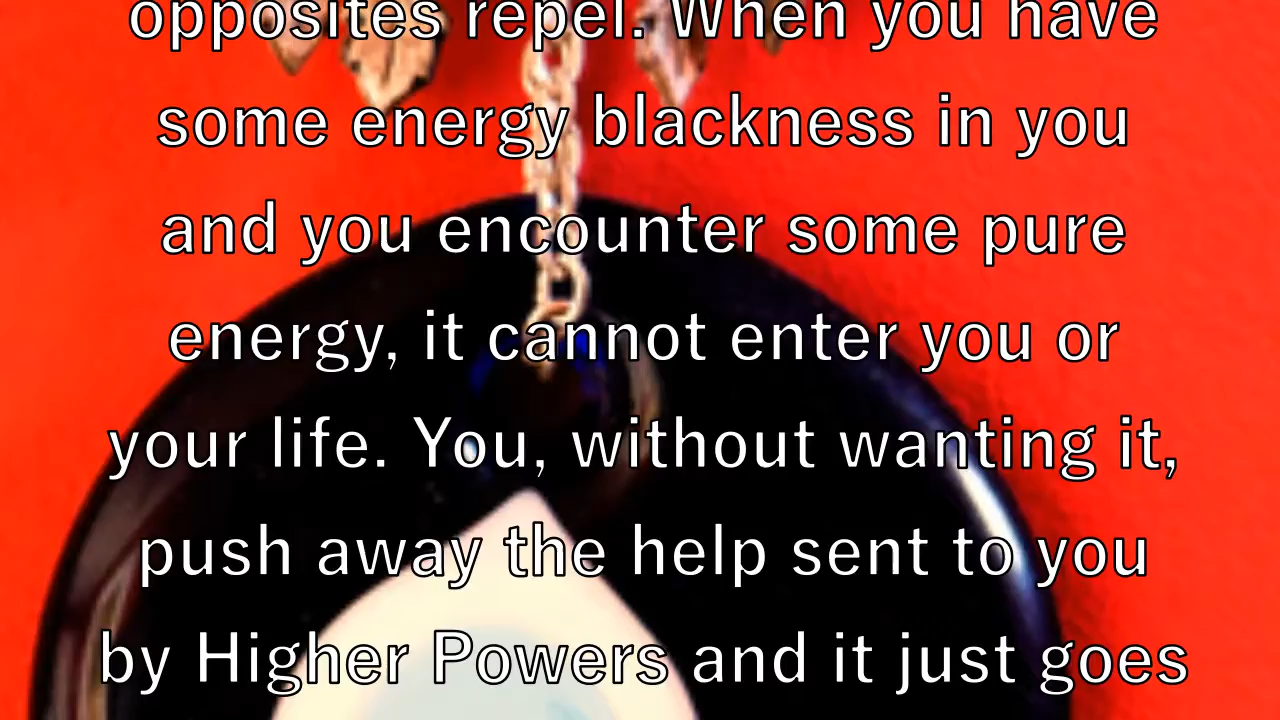 opposites repel. When you have
some energy blackness in you
and you encounter some pure
energy, it cannot enter you or
your life. You, without wanting it,
push away the help sent to you
by Higher Powers and it just goes